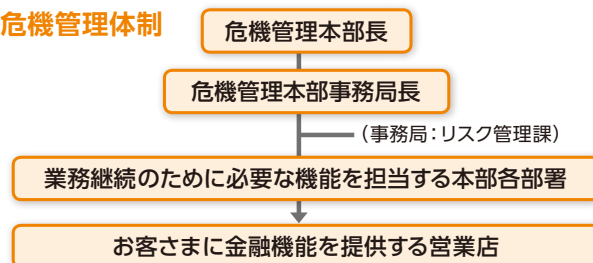 危機管理体制
危機管理本部長
危機管理本部事務局長
（事務局：リスク管理課）
業務継続のために必要な機能を担当する本部各部署
お客さまに金融機能を提供する営業店